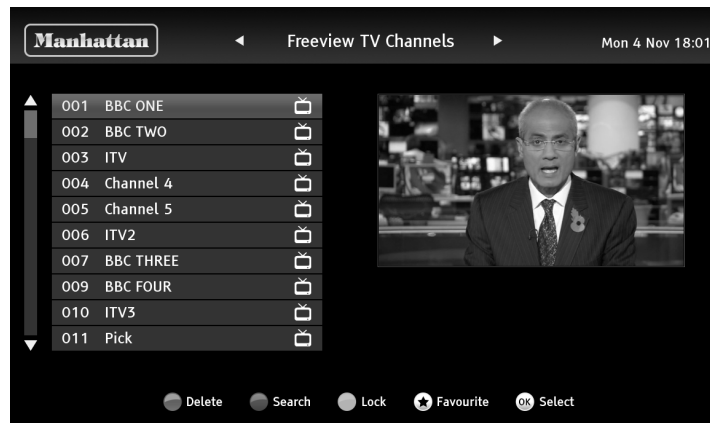 Manhattan
Freeview TV Channels
Mon 4 Nov 18:01
001 BBC ONE
002 BBC TWO
003 ITV
004 Channel 4
005 Channel 5
006 ITV2
007 BBC THREE
009 BBC FOUR
010 ITV3
011 Pick
Delete Search Lock Favourite OK Select